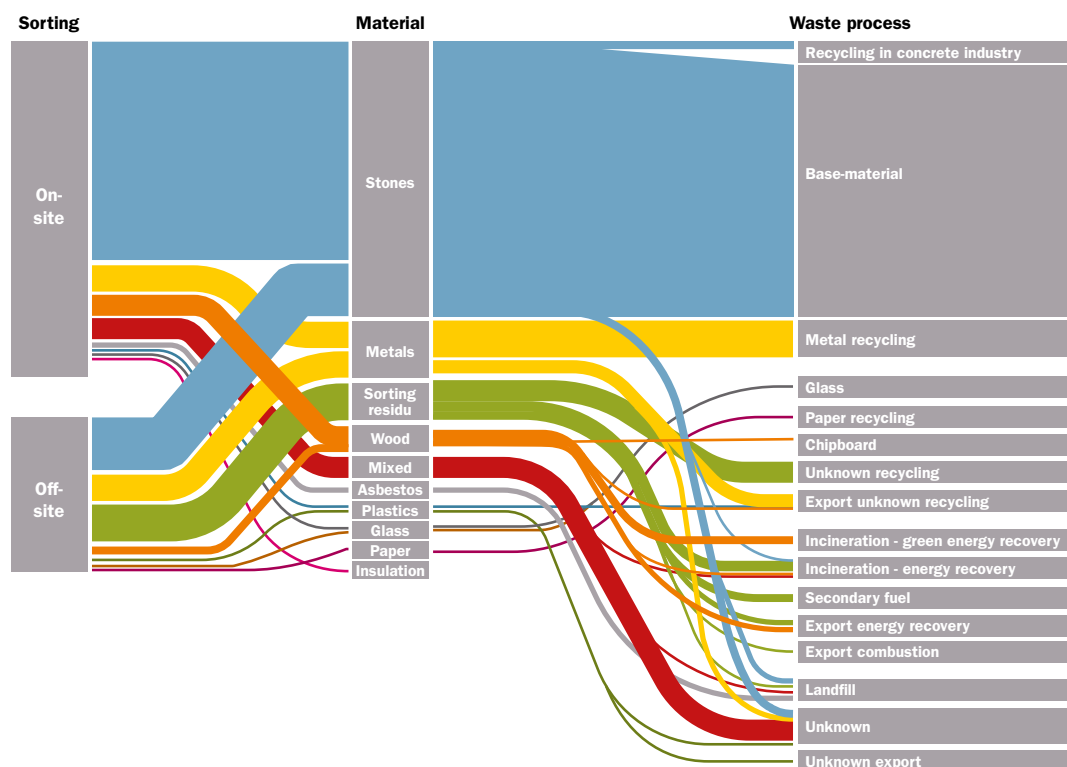 Sorting
Material
Waste process
On-
site
Off-
site
Stones
Metals
Sorting
residu
Wood
Mixed
Asbestos
Plastics
Glass
Paper
Insulation
Recycling in concrete industry
Base-material
Metal recycling
Glass
Paper recycling
Chipboard
Unknown recycling
Export unknown recycling
Incineration - green energy recovery
Incineration - energy recovery
Secondary fuel
Export energy recovery
Export combustion
Landfill
Unknown
Unknown export